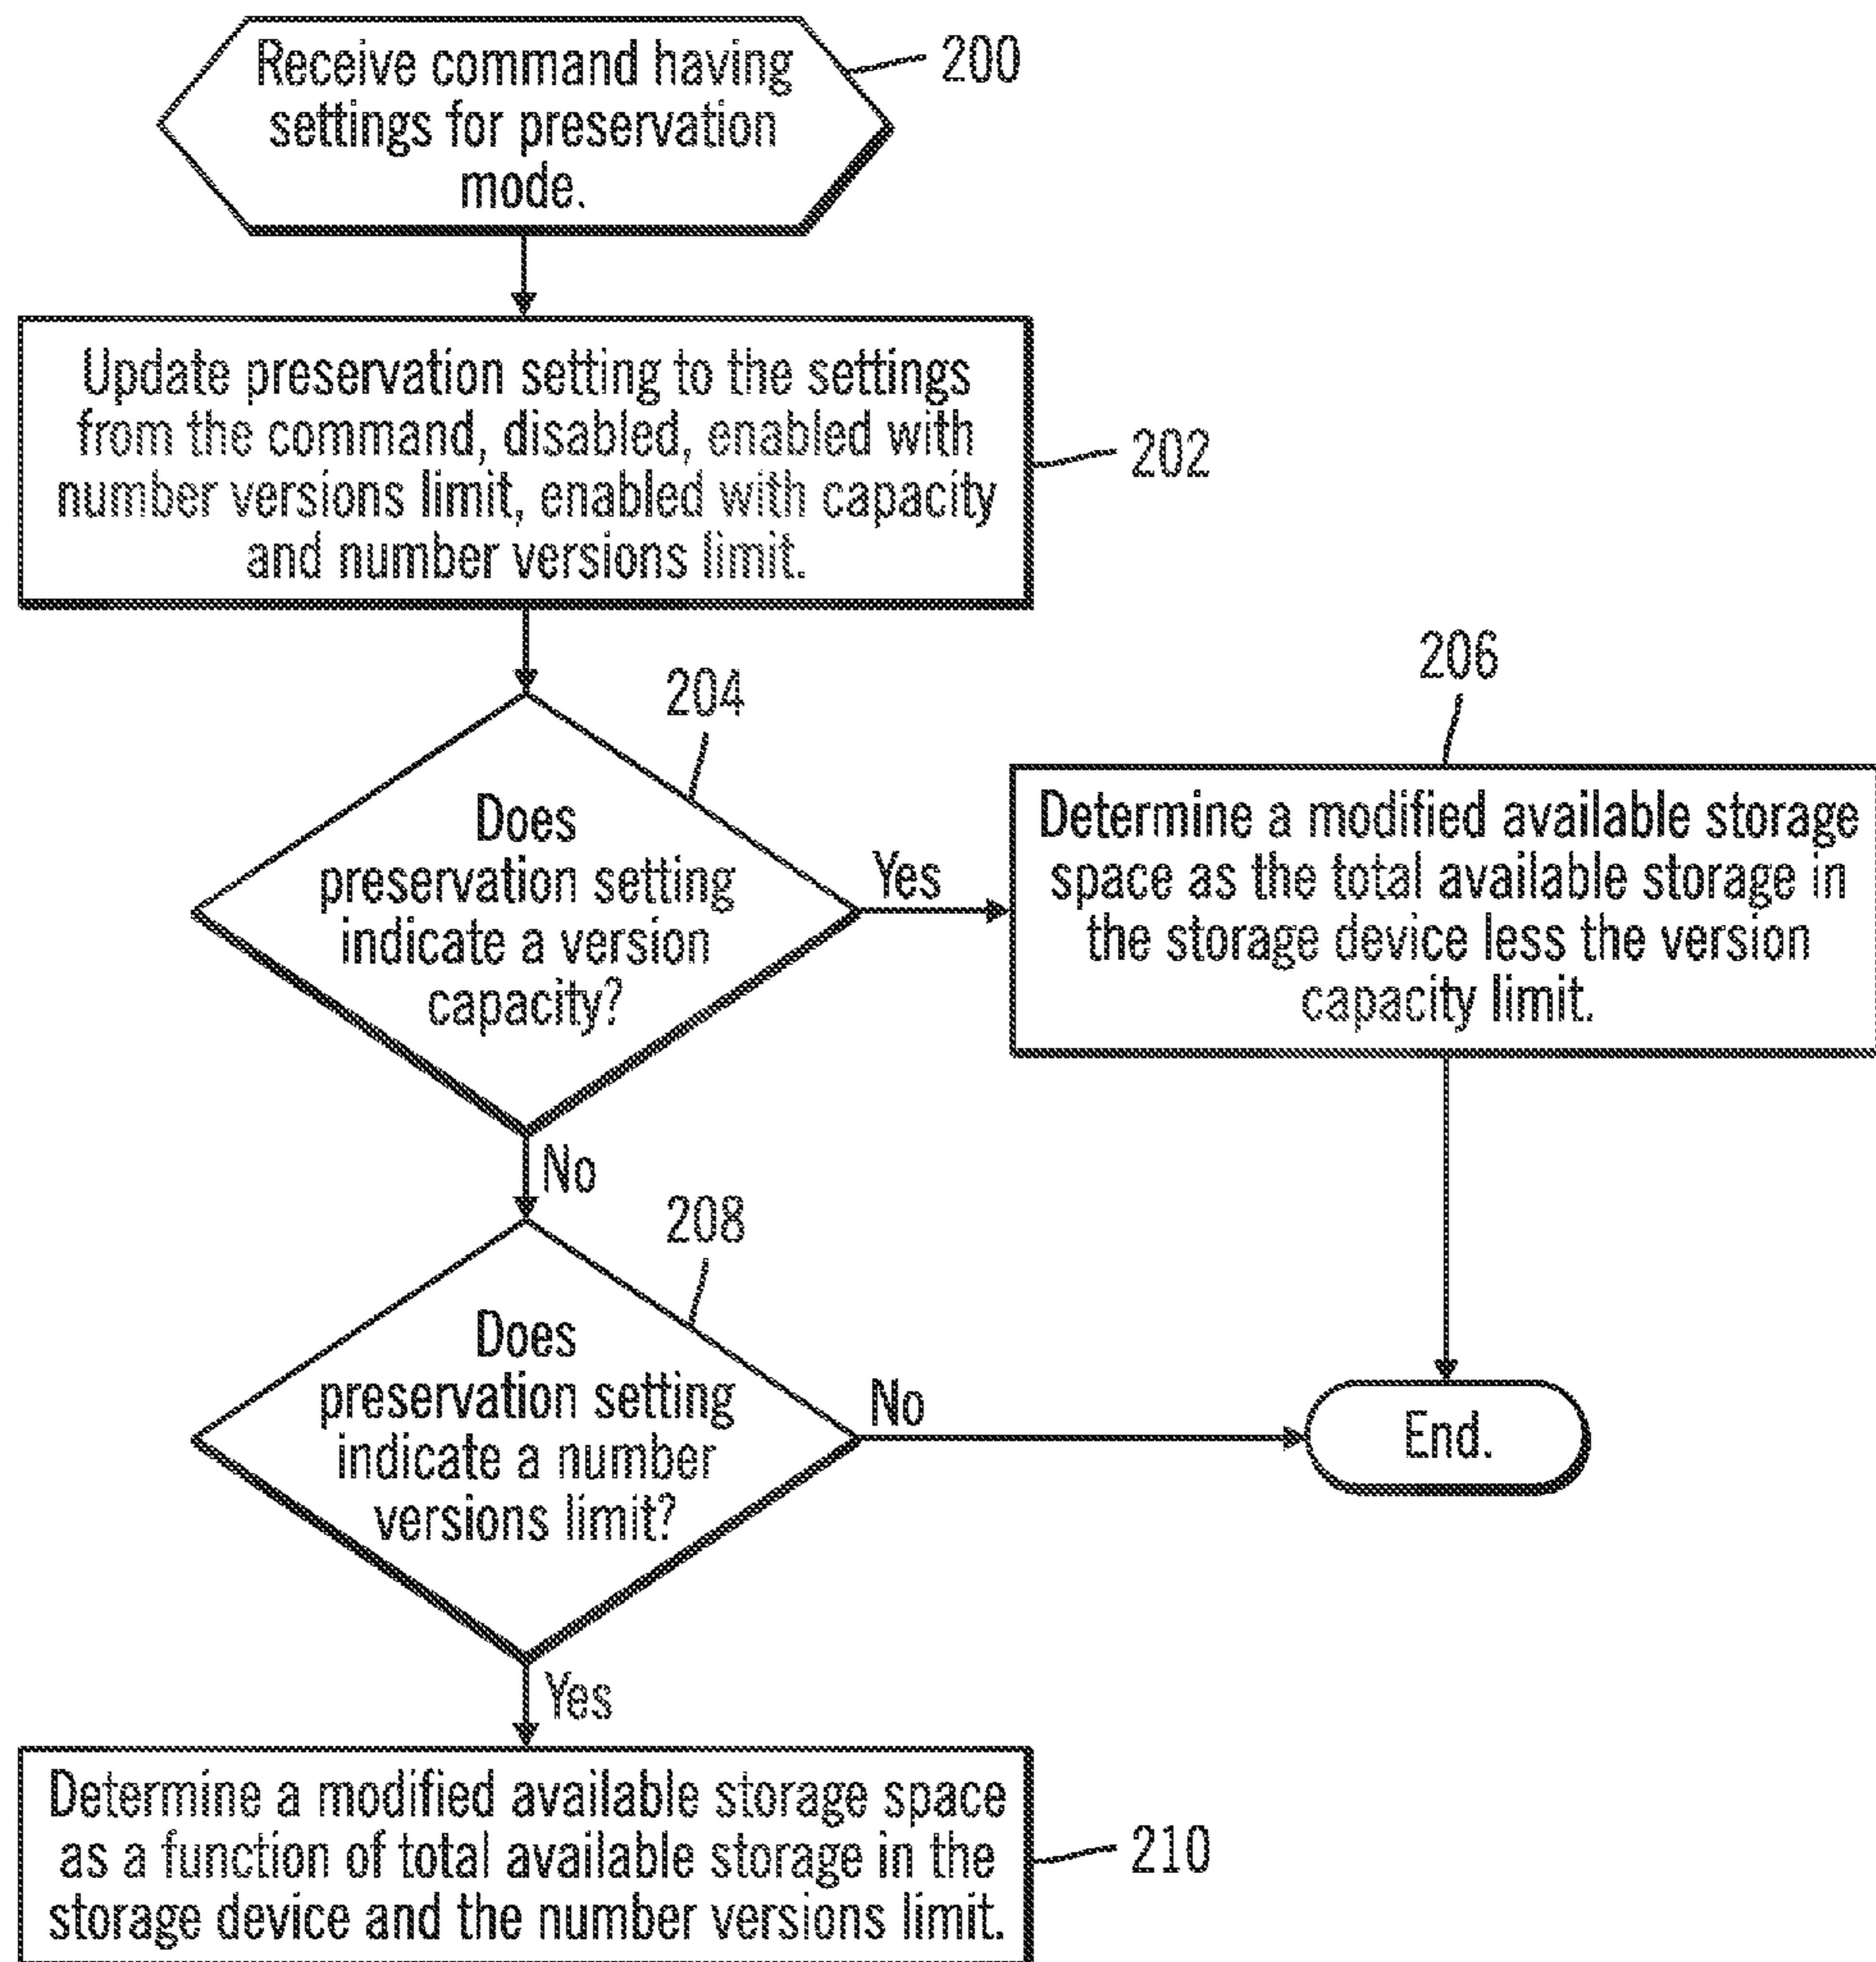 Receive command having
settings for preservation
mode.
200
Update preservation setting to the settings
from the command, disabled, enabled with
number versions limit, enabled with capacity
and number versions limit.
202
204
Does
preservation setting
indicate a version
capacity?
Yes
206
Determine a modified available storage
space as the total available storage in
the storage device less the version
capacity limit.
No
208
Does
preservation setting
indicate a number
versions limit?
No
End.
Yes
Determine a modified available storage space
as a function of total available storage in the
storage device and the number versions limit.
210